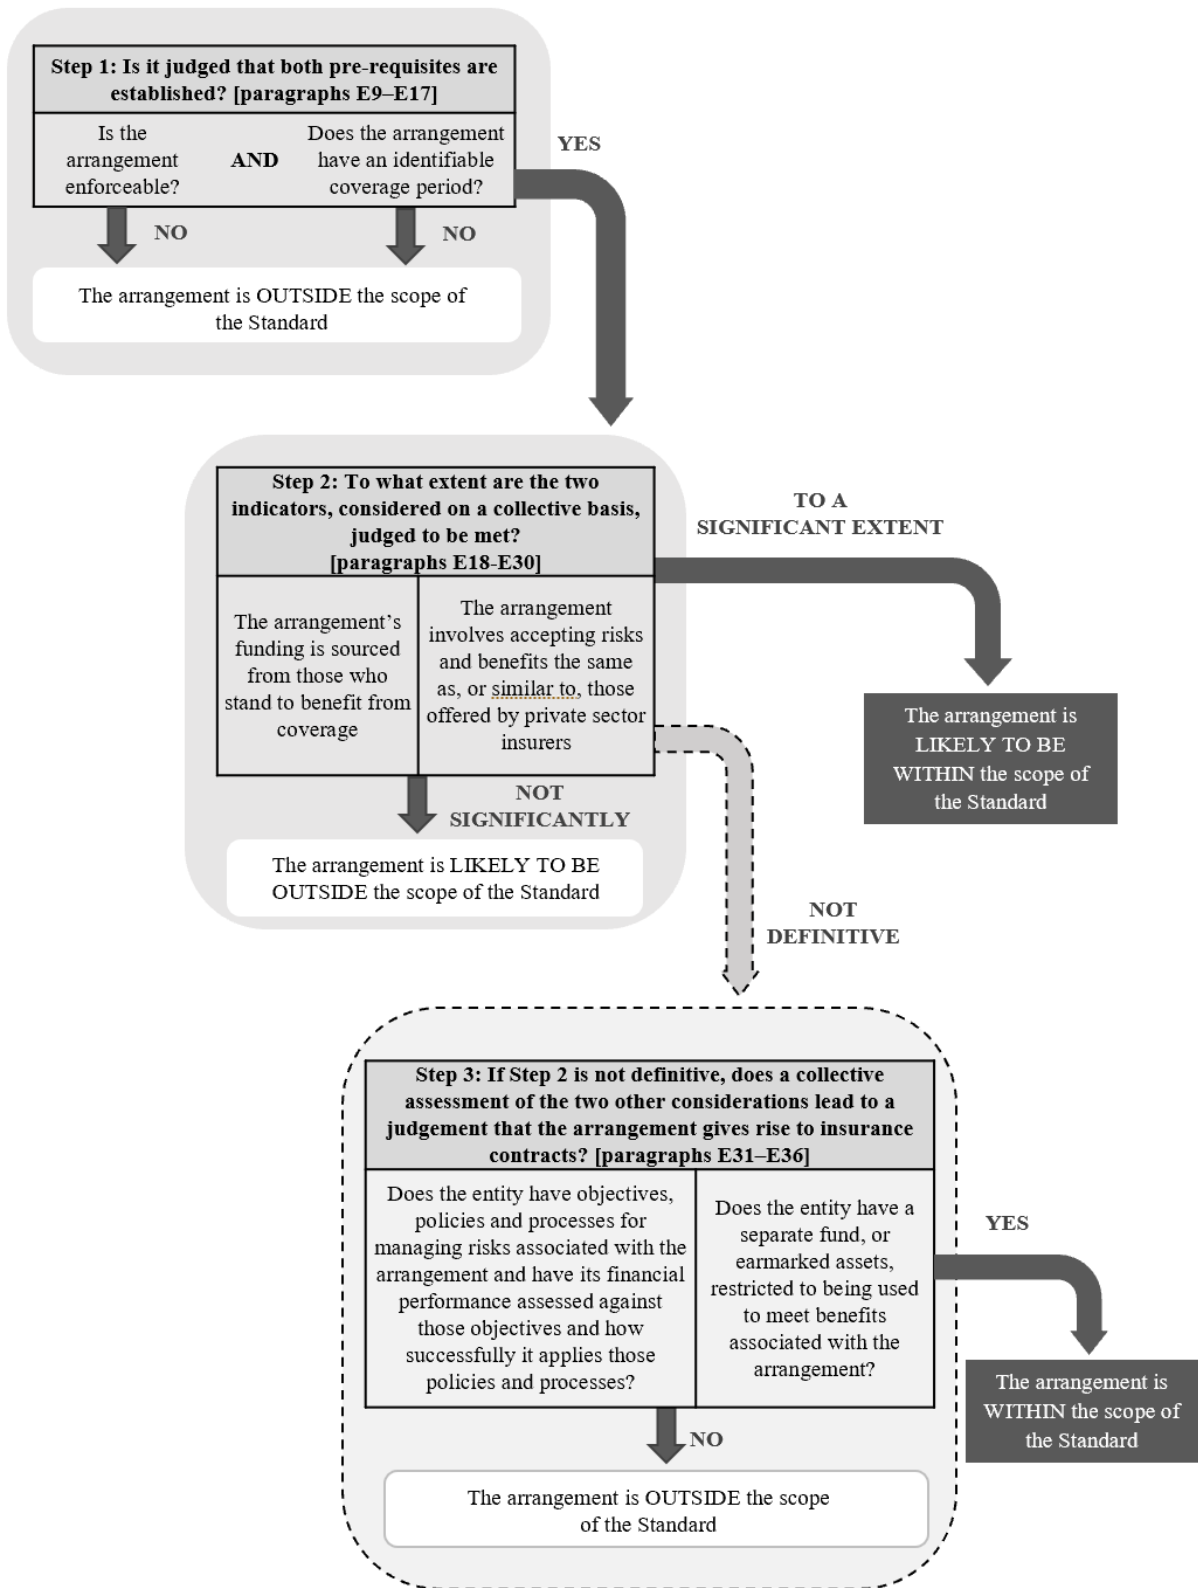 Step 1: Is it judged that both pre-requisites are
established? [paragraphs E9–E17]
Is the
arrangement
enforceable?
AND
Does the arrangement
have an identifiable
coverage period?
YES
NO
NO
The arrangement is OUTSIDE the scope of
the Standard
Step 2: To what extent are the two
indicators, considered on a collective basis,
judged to be met?
[paragraphs E18-E30]
TO A
SIGNIFICANT EXTENT
The arrangement’s
funding is sourced
from those who
stand to benefit from
coverage
The arrangement
involves accepting risks
and benefits the same
as, or similar to, those
offered by private sector
insurers
The arrangement is
LIKELY TO BE
WITHIN the scope of
the Standard
NOT
SIGNIFICANTLY
The arrangement is LIKELY TO BE
OUTSIDE the scope of the Standard
NOT
DEFINITIVE
Step 3: If Step 2 is not definitive, does a collective
assessment of the two other considerations lead to a
judgement that the arrangement gives rise to insurance
contracts? [paragraphs E31–E36]
Does the entity have objectives,
policies and processes for
managing risks associated with the
arrangement and have its financial
performance assessed against
those objectives and how
successfully it applies those
policies and processes?
Does the entity have a
separate fund, or
earmarked assets,
restricted to being used
to meet benefits
associated with the
arrangement?
YES
The arrangement is
WITHIN the scope of
the Standard
NO
The arrangement is OUTSIDE the scope
of the Standard